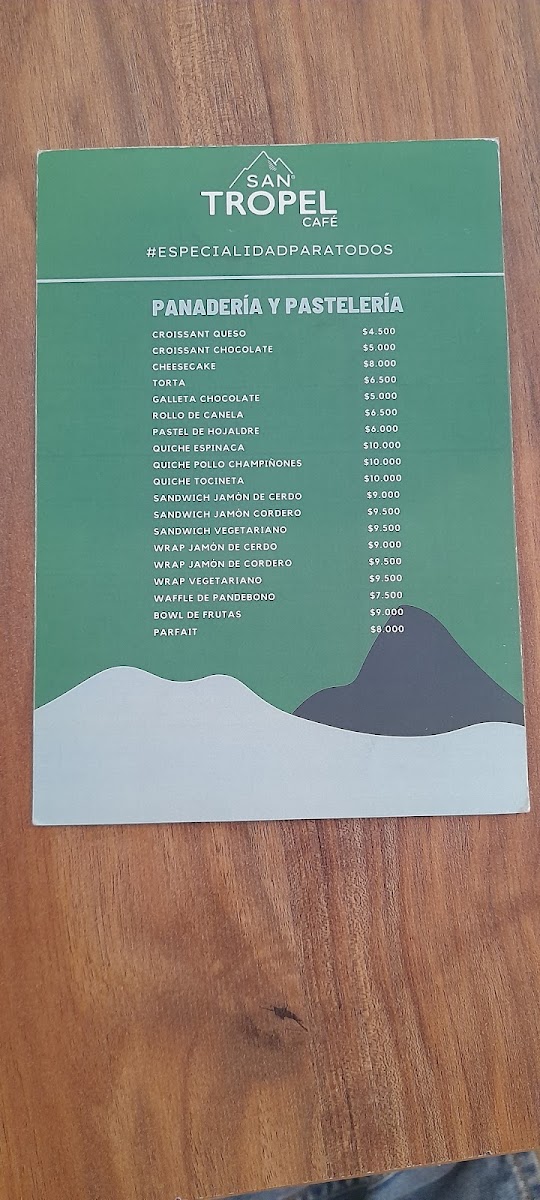 SAN
TROPEL
CAFÉ
#ESPECIALIDADPARATODOS
PANADERÍA Y PASTELERÍA
CROISSANT QUESO $4.500
CROISSANT CHOCOLATE $5.000
CHEESECAKE $8.000
TORTA $6.500
GALLETA CHOCOLATE $5.000
ROLLO DE CANELA $6.500
PASTEL DE HOJALDRE $6.000
QUICHE ESPINACA $10.000
QUICHE POLLO CHAMPIÑONES $10.000
QUICHE TOCINETA $10.000
SANDWICH JAMÓN DE CERDO $9.000
SANDWICH JAMÓN CORDERO $9.500
SANDWICH VEGETARIANO $9.500
WRAP JAMÓN DE CERDO $9.000
WRAP JAMÓN DE CORDERO $9.500
WRAP VEGETARIANO $9.500
WAFFLE DE PANDEBONO $7.500
BOWL DE FRUTAS $9.000
PARFAIT $8.000